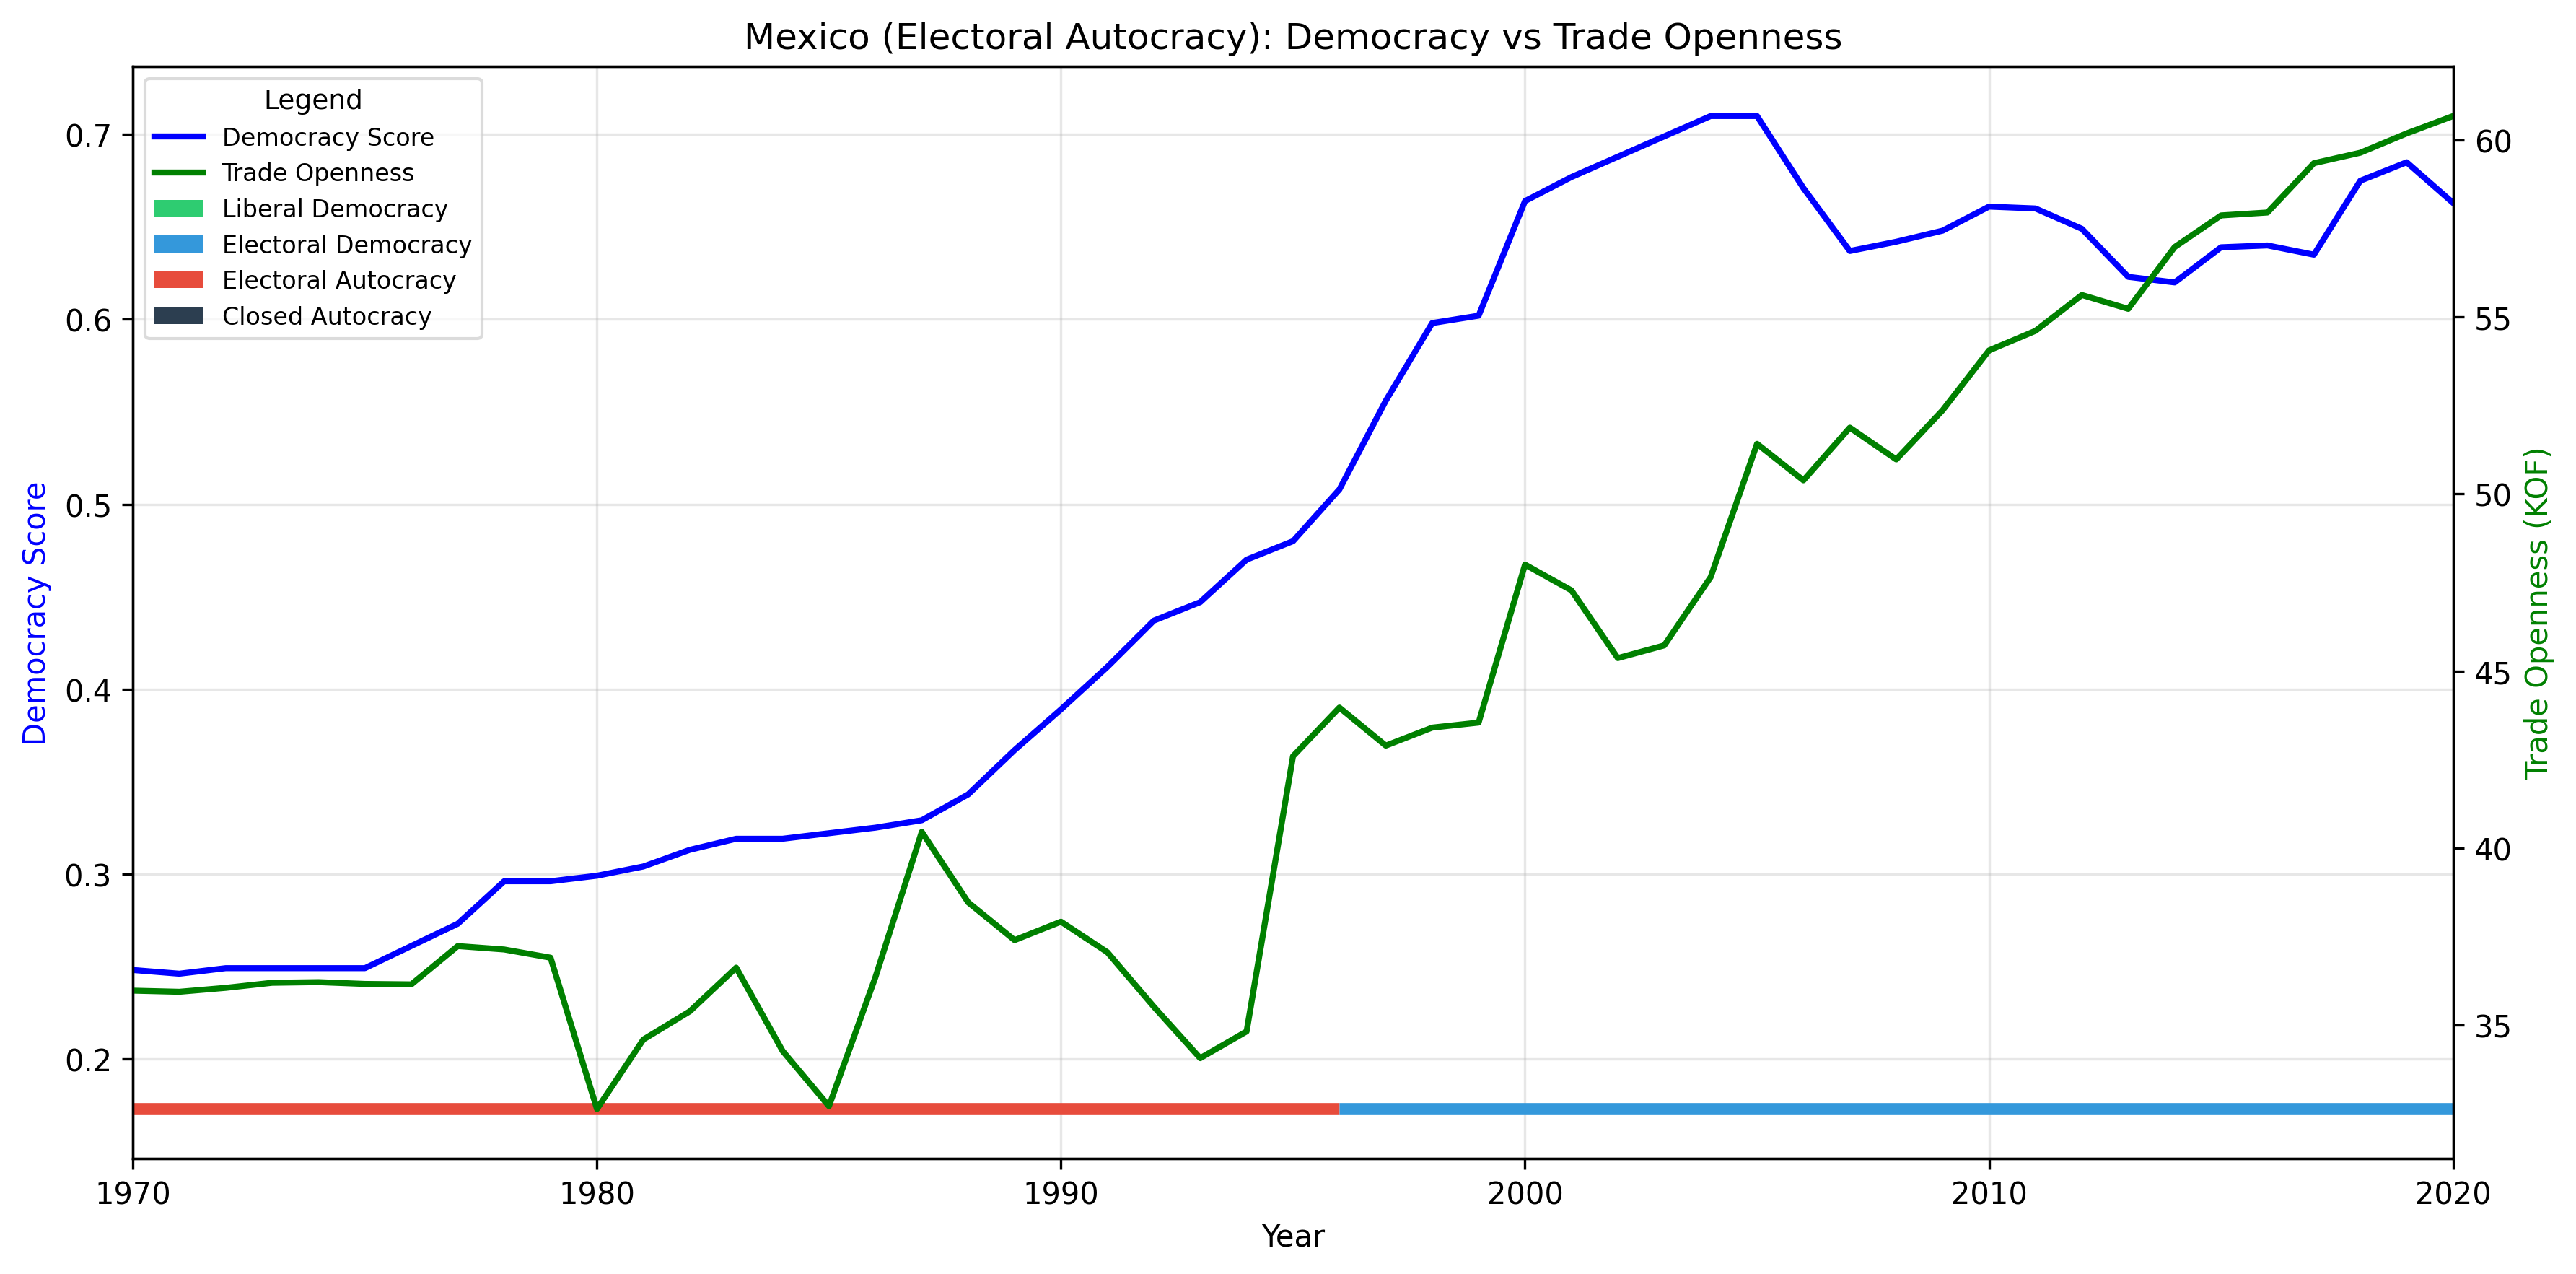 Mexico (Electoral Autocracy): Democracy vs Trade Openness
Legend
Democracy Score
Trade Openness
Liberal Democracy
Electoral Democracy
Electoral Autocracy
Closed Autocracy
Democracy Score
0.7
0.6
0.5
0.4
0.3
0.2
60
55
50
45
40
35
Trade Openness (KOF)
1970
1980
1990
2000
2010
2020
Year